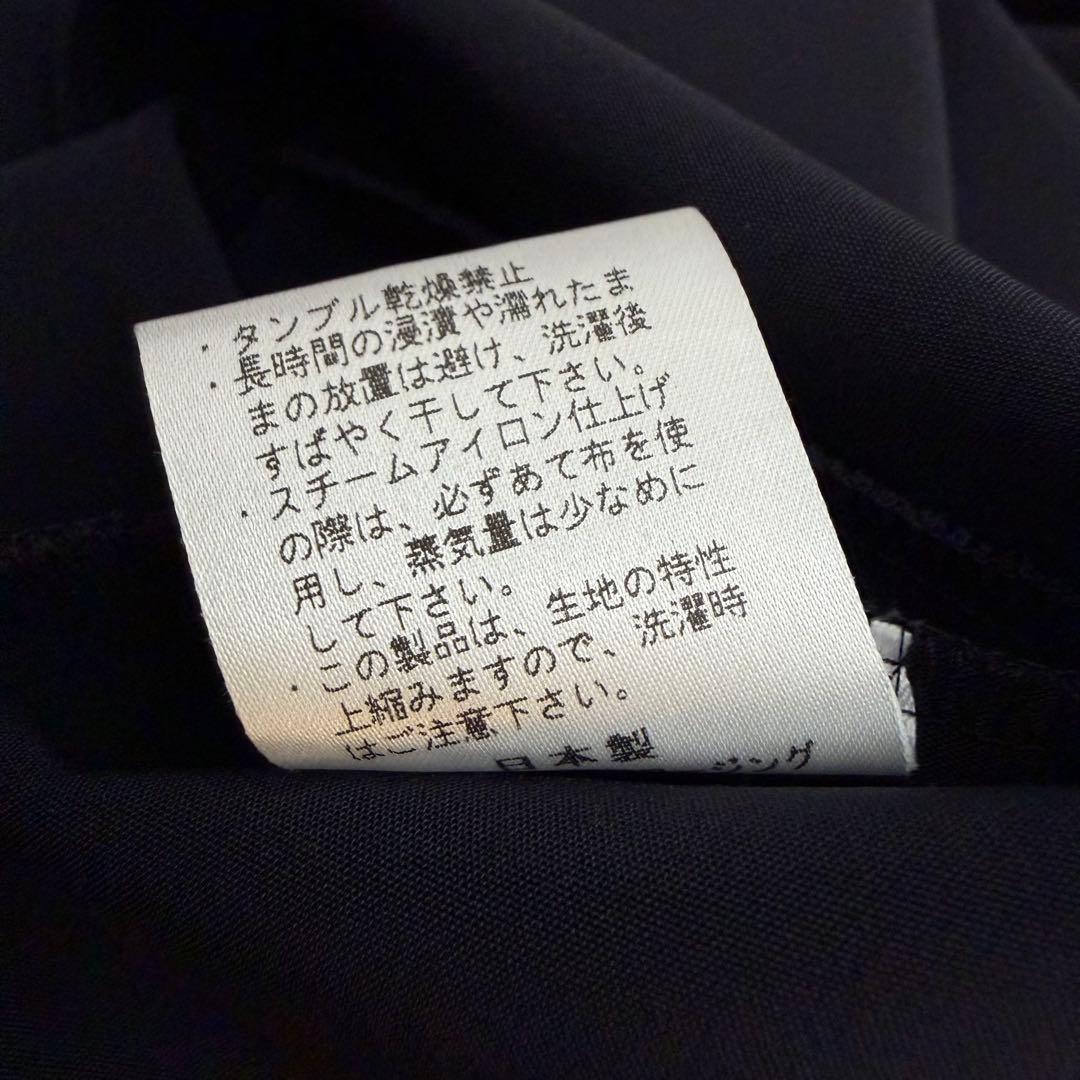 ・タンブル乾燥禁止
・長時間の浸漬や濡れたま
まの放置は避け、洗濯後
すばやく干して下さい。
・スチームアイロン仕上げ
の際は、必ずあて布を使
用し、蒸気量は少なめに
して下さい。
・この製品は、生地の特性
上縮みますので、洗濯時
はご注意下さい。
日本製
ジング